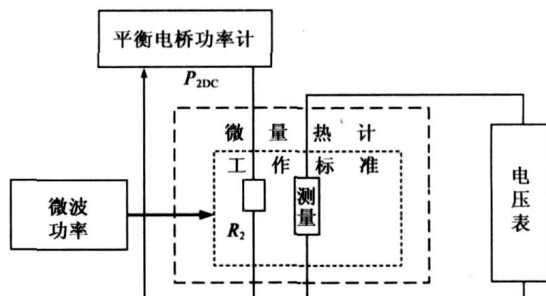 平衡电桥功率计
P2DC
微量热计
工作标准
微波
功率
R2
测量
电压表